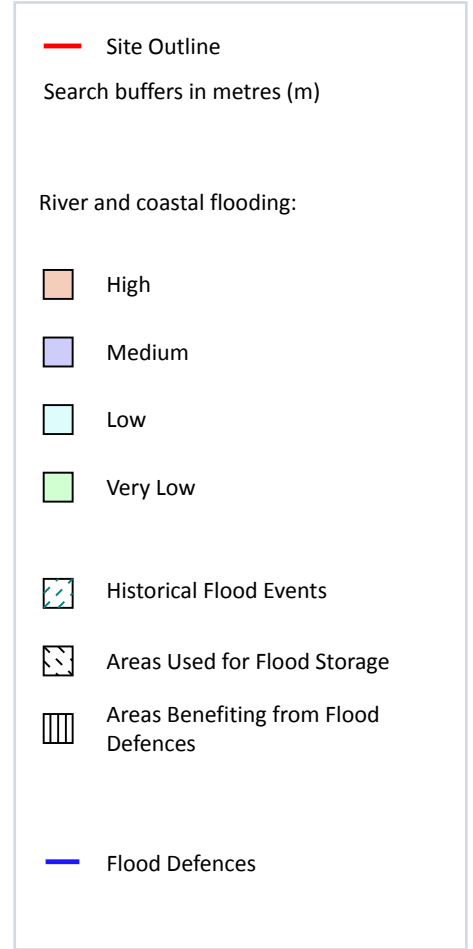 Site Outline
Search buffers in metres (m)
River and coastal flooding:
High
Medium
Low
Very Low
Historical Flood Events
Areas Used for Flood Storage
Areas Benefiting from Flood
Defences
Flood Defences